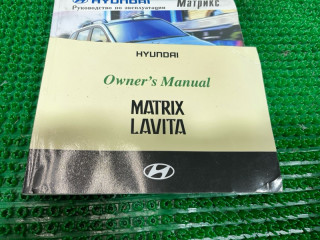 HYUNDAI
Матрикс
Руководство по эксплуатации
HYUNDAI
Owner's Manual
MATRIX
LAVITA